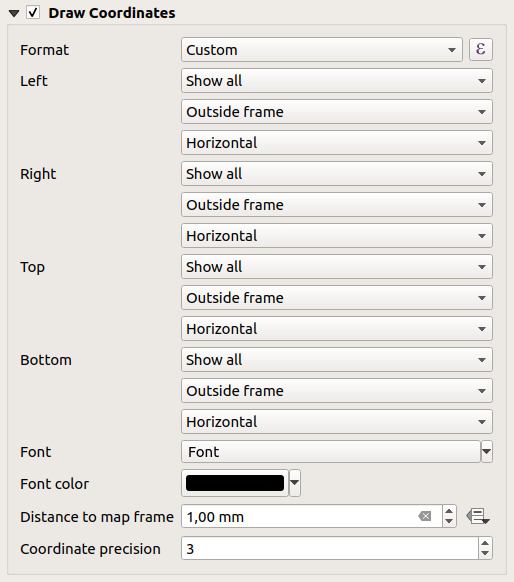 Draw Coordinates
Format Custom ε
Left Show all
Outside frame
Horizontal
Right Show all
Outside frame
Horizontal
Top Show all
Outside frame
Horizontal
Bottom Show all
Outside frame
Horizontal
Font Font
Font color
Distance to map frame 1,00 mm
Coordinate precision 3